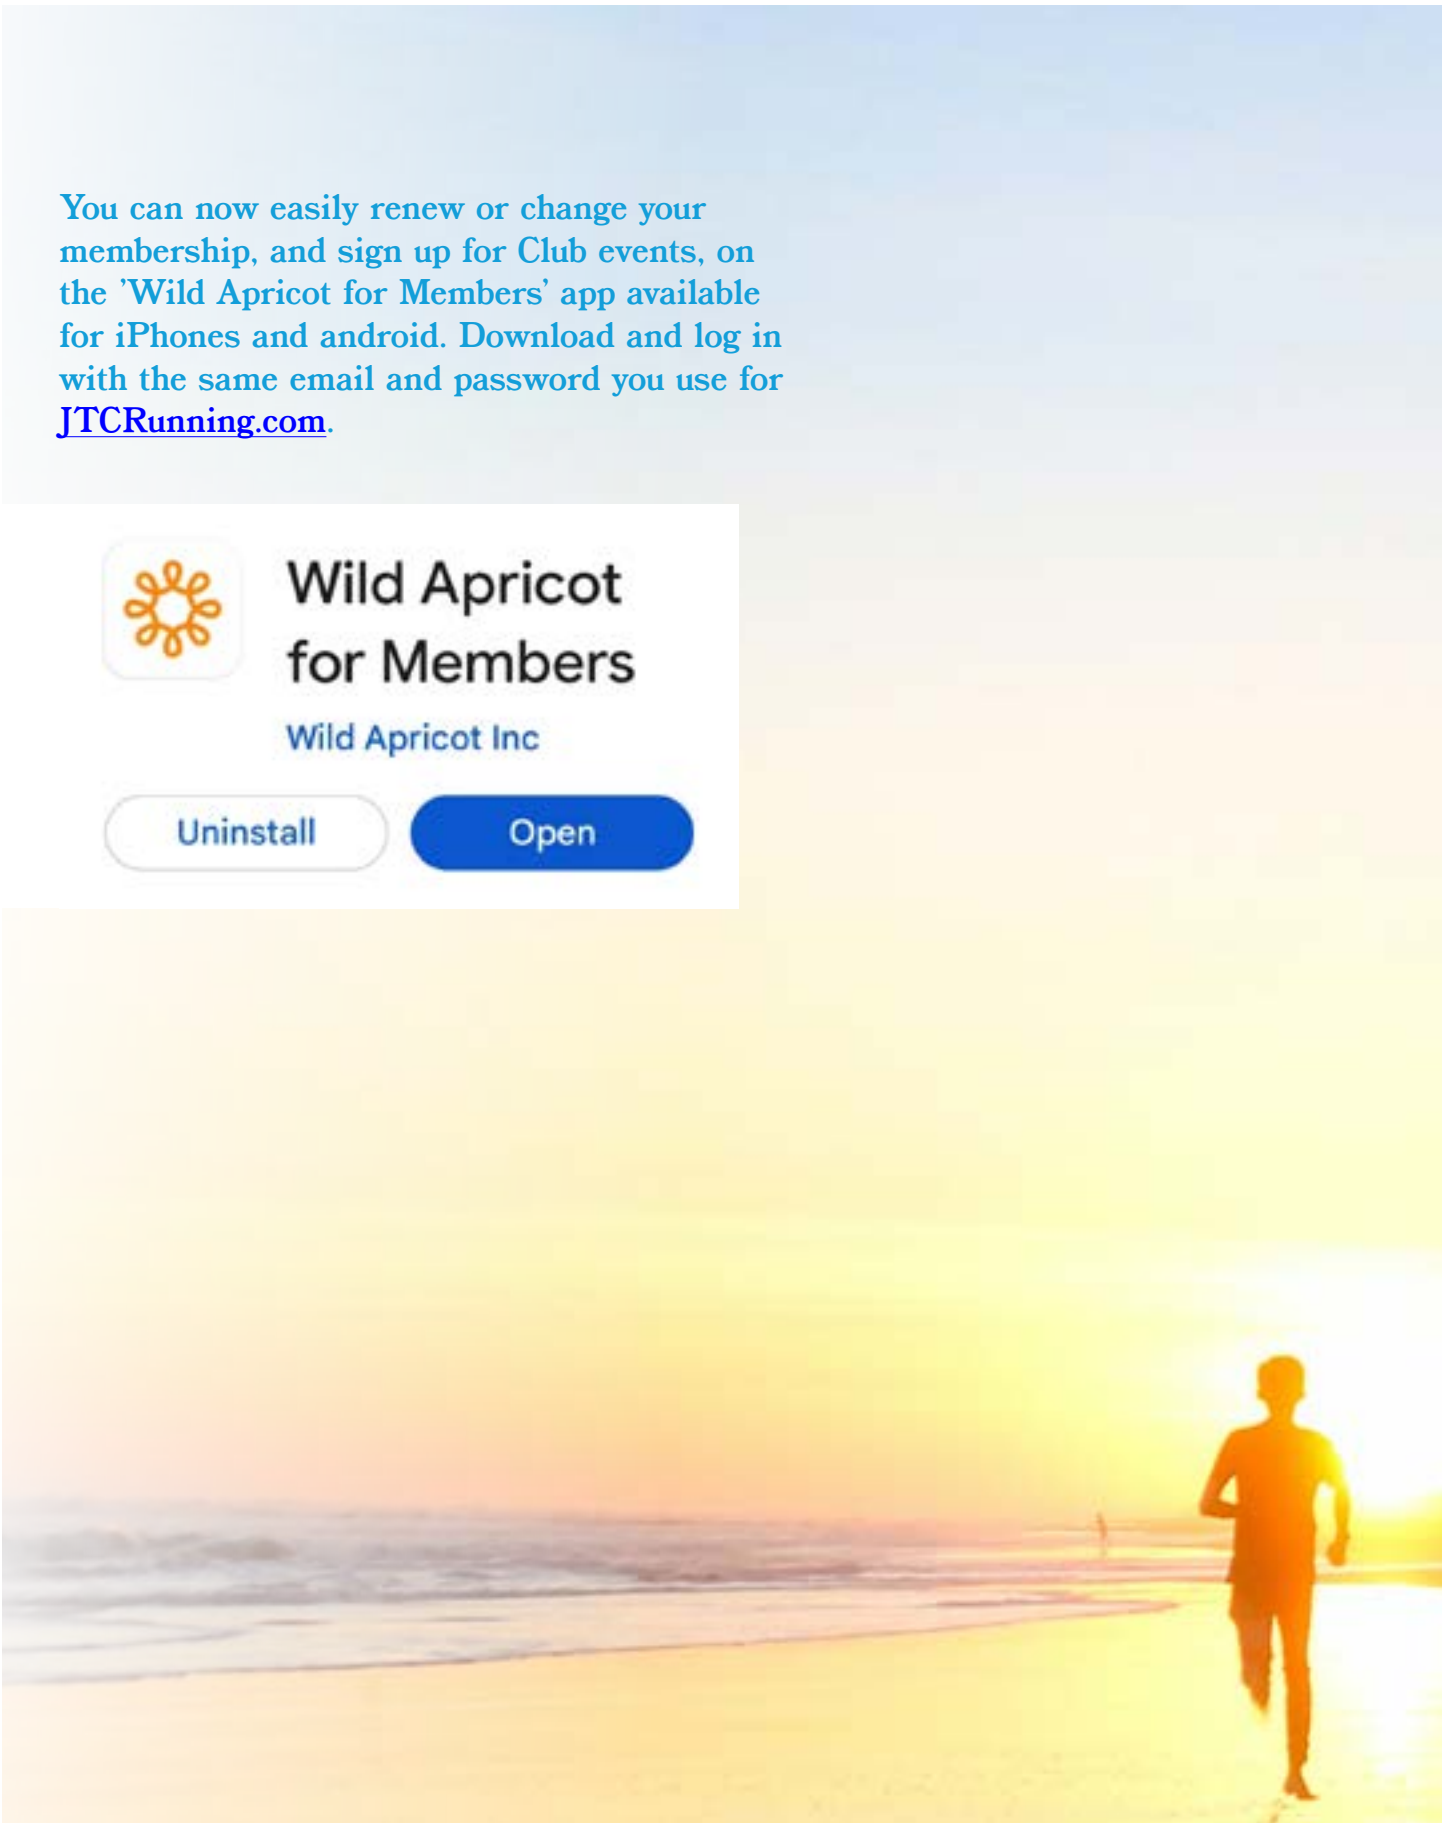 You can now easily renew or change your
membership, and sign up for Club events, on
the 'Wild Apricot for Members' app available
for iPhones and android. Download and log in
with the same email and password you use for
JTCRunning.com.
Wild Apricot
for Members
Wild Apricot Inc
Uninstall
Open